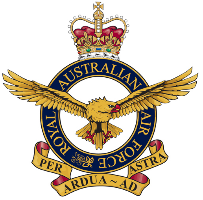 ROYAL AUSTRALIAN AIR FORCE
PER ARDUA ~ AD ASTRA